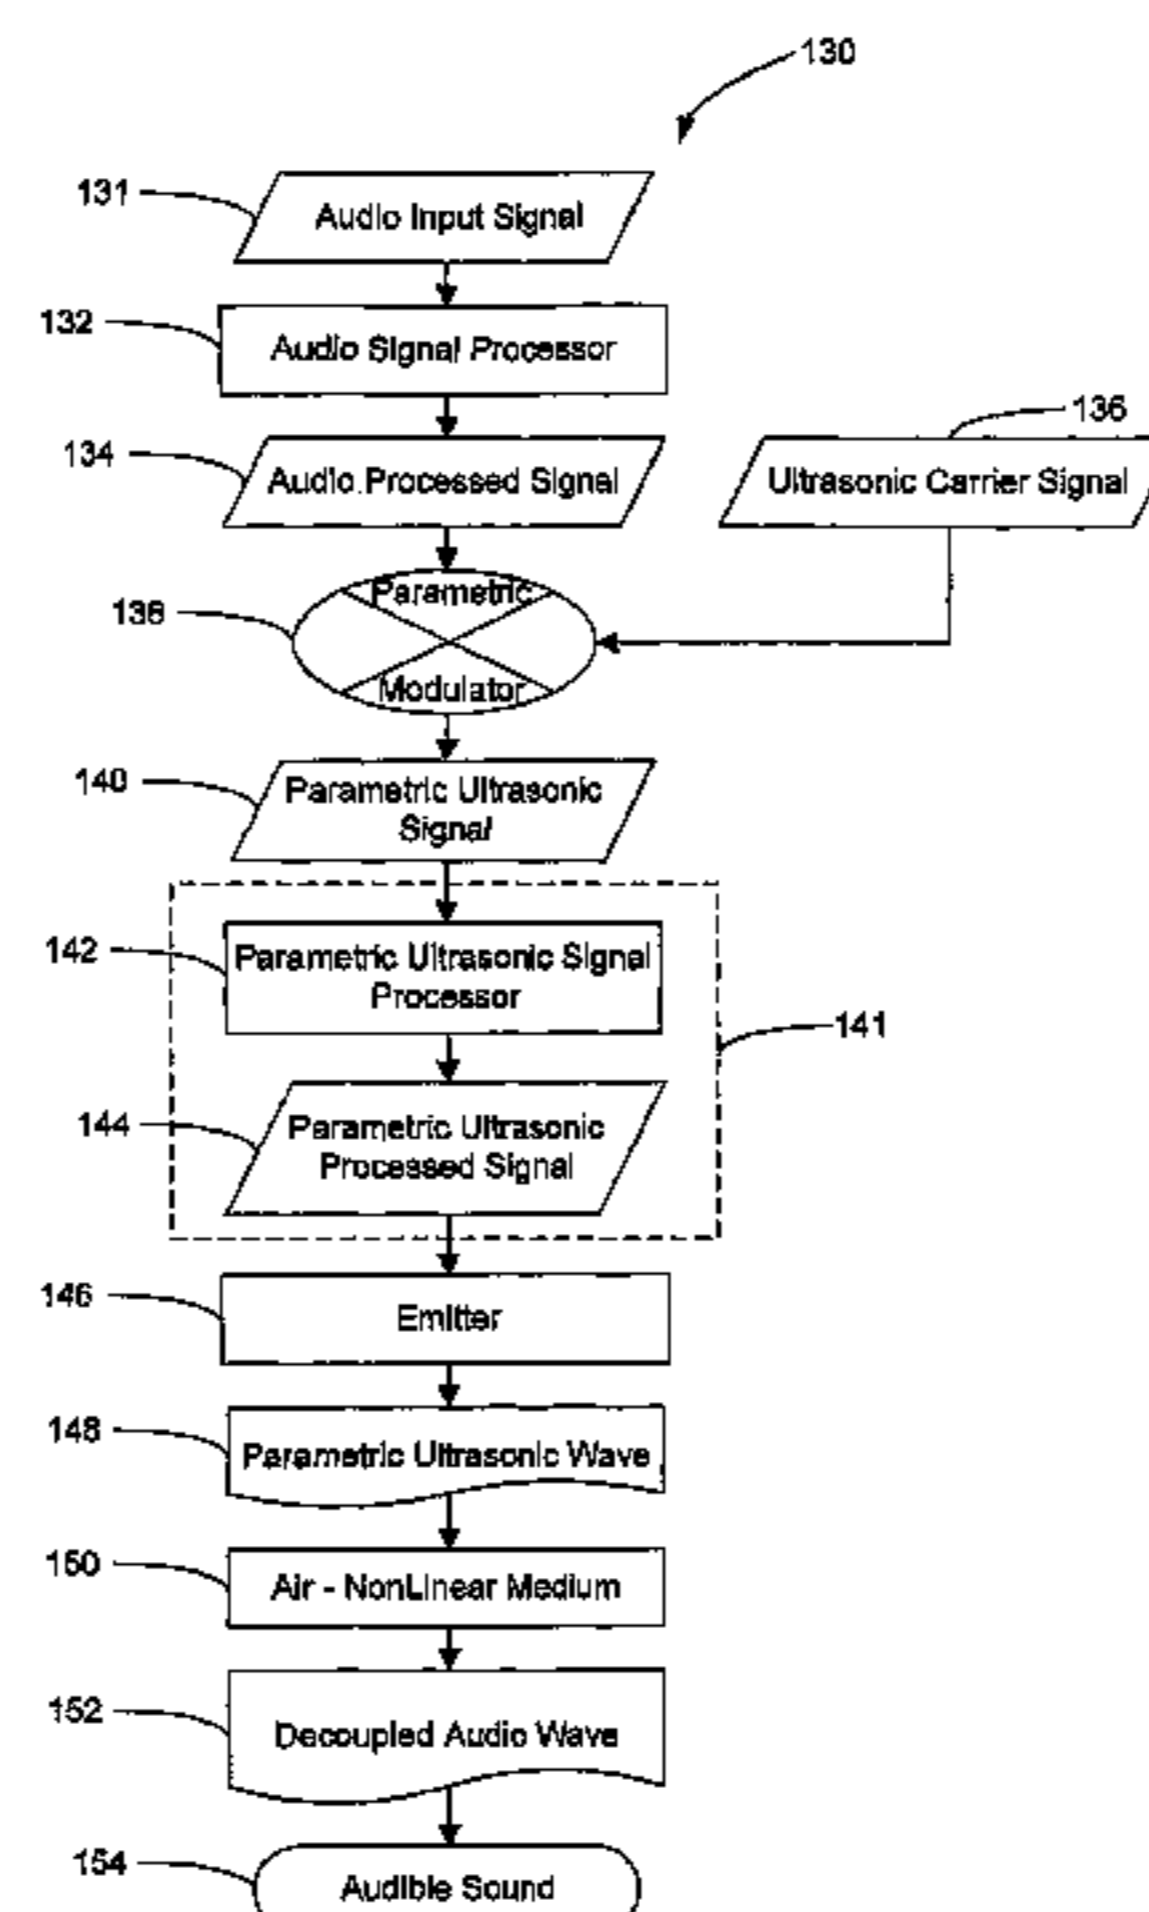 130
131
Audio Input Signal
132
Audio Signal Processor
134
Audio Processed Signal
136
Ultrasonic Carrier Signal
138
Parametric
Modulator
140
Parametric Ultrasonic
Signal
142
Parametric Ultrasonic Signal
Processor
141
144
Parametric Ultrasonic
Processed Signal
146
Emitter
148
Parametric Ultrasonic Wave
150
Air - NonLinear Medium
152
Decoupled Audio Wave
154
Audible Sound